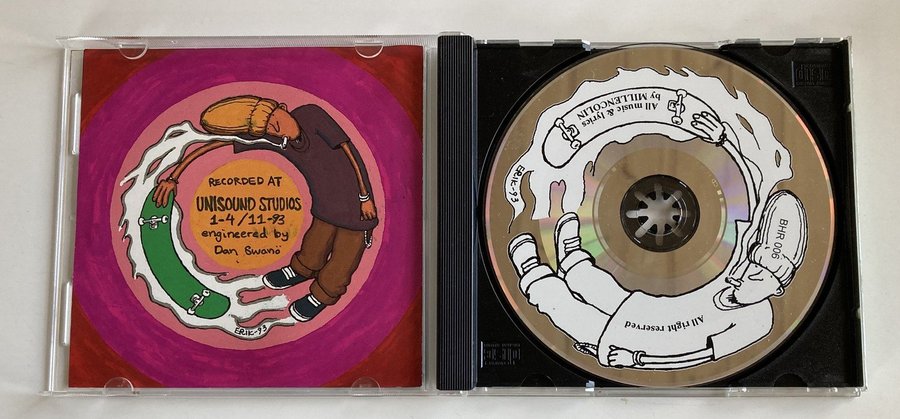 RECORDED AT
UNISOUND STUDIOS
1-4/11-93
engineered by
Dan Swanö
ERIK-93
All music & lyrics
by MILLENCOLIN
ERIK-93
BHR 006
All right reserved